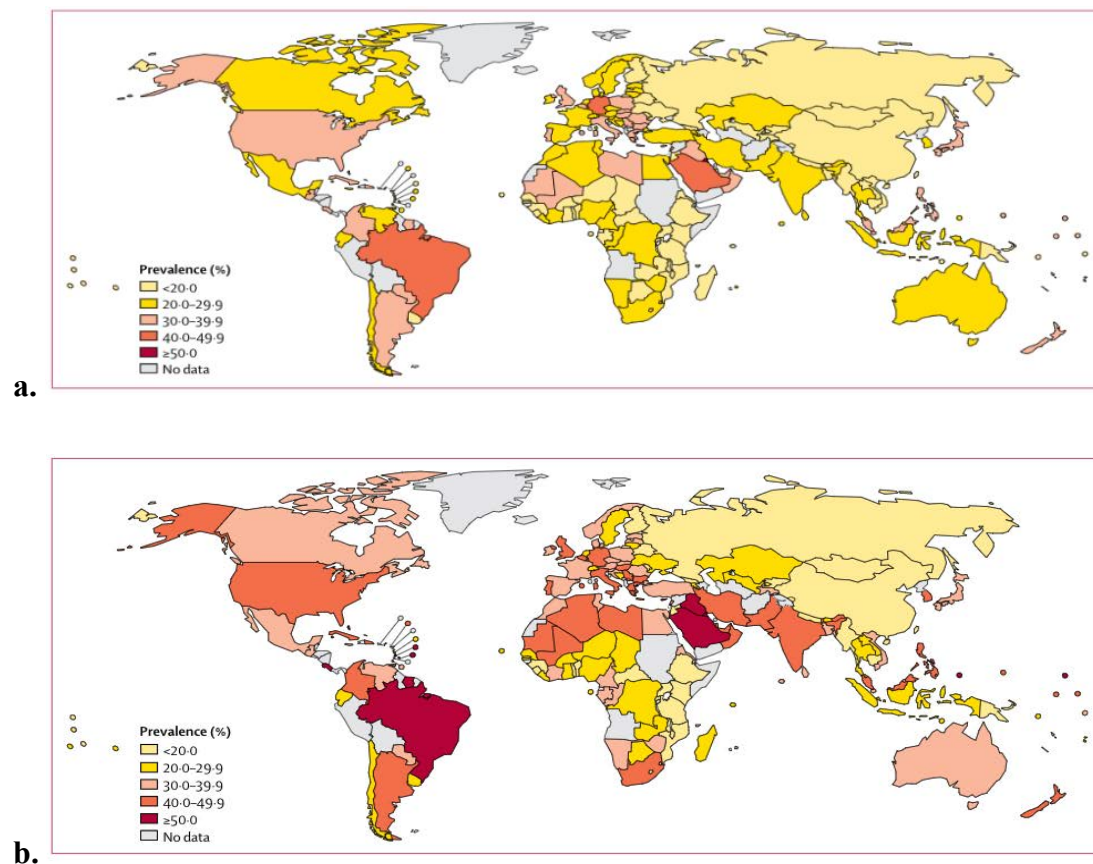 Prevalence (%)
<20·0
20·0–29·9
30·0–39·9
40·0–49·9
≥50·0
No data
a.
Prevalence (%)
<20·0
20·0–29·9
30·0–39·9
40·0–49·9
≥50·0
No data
b.